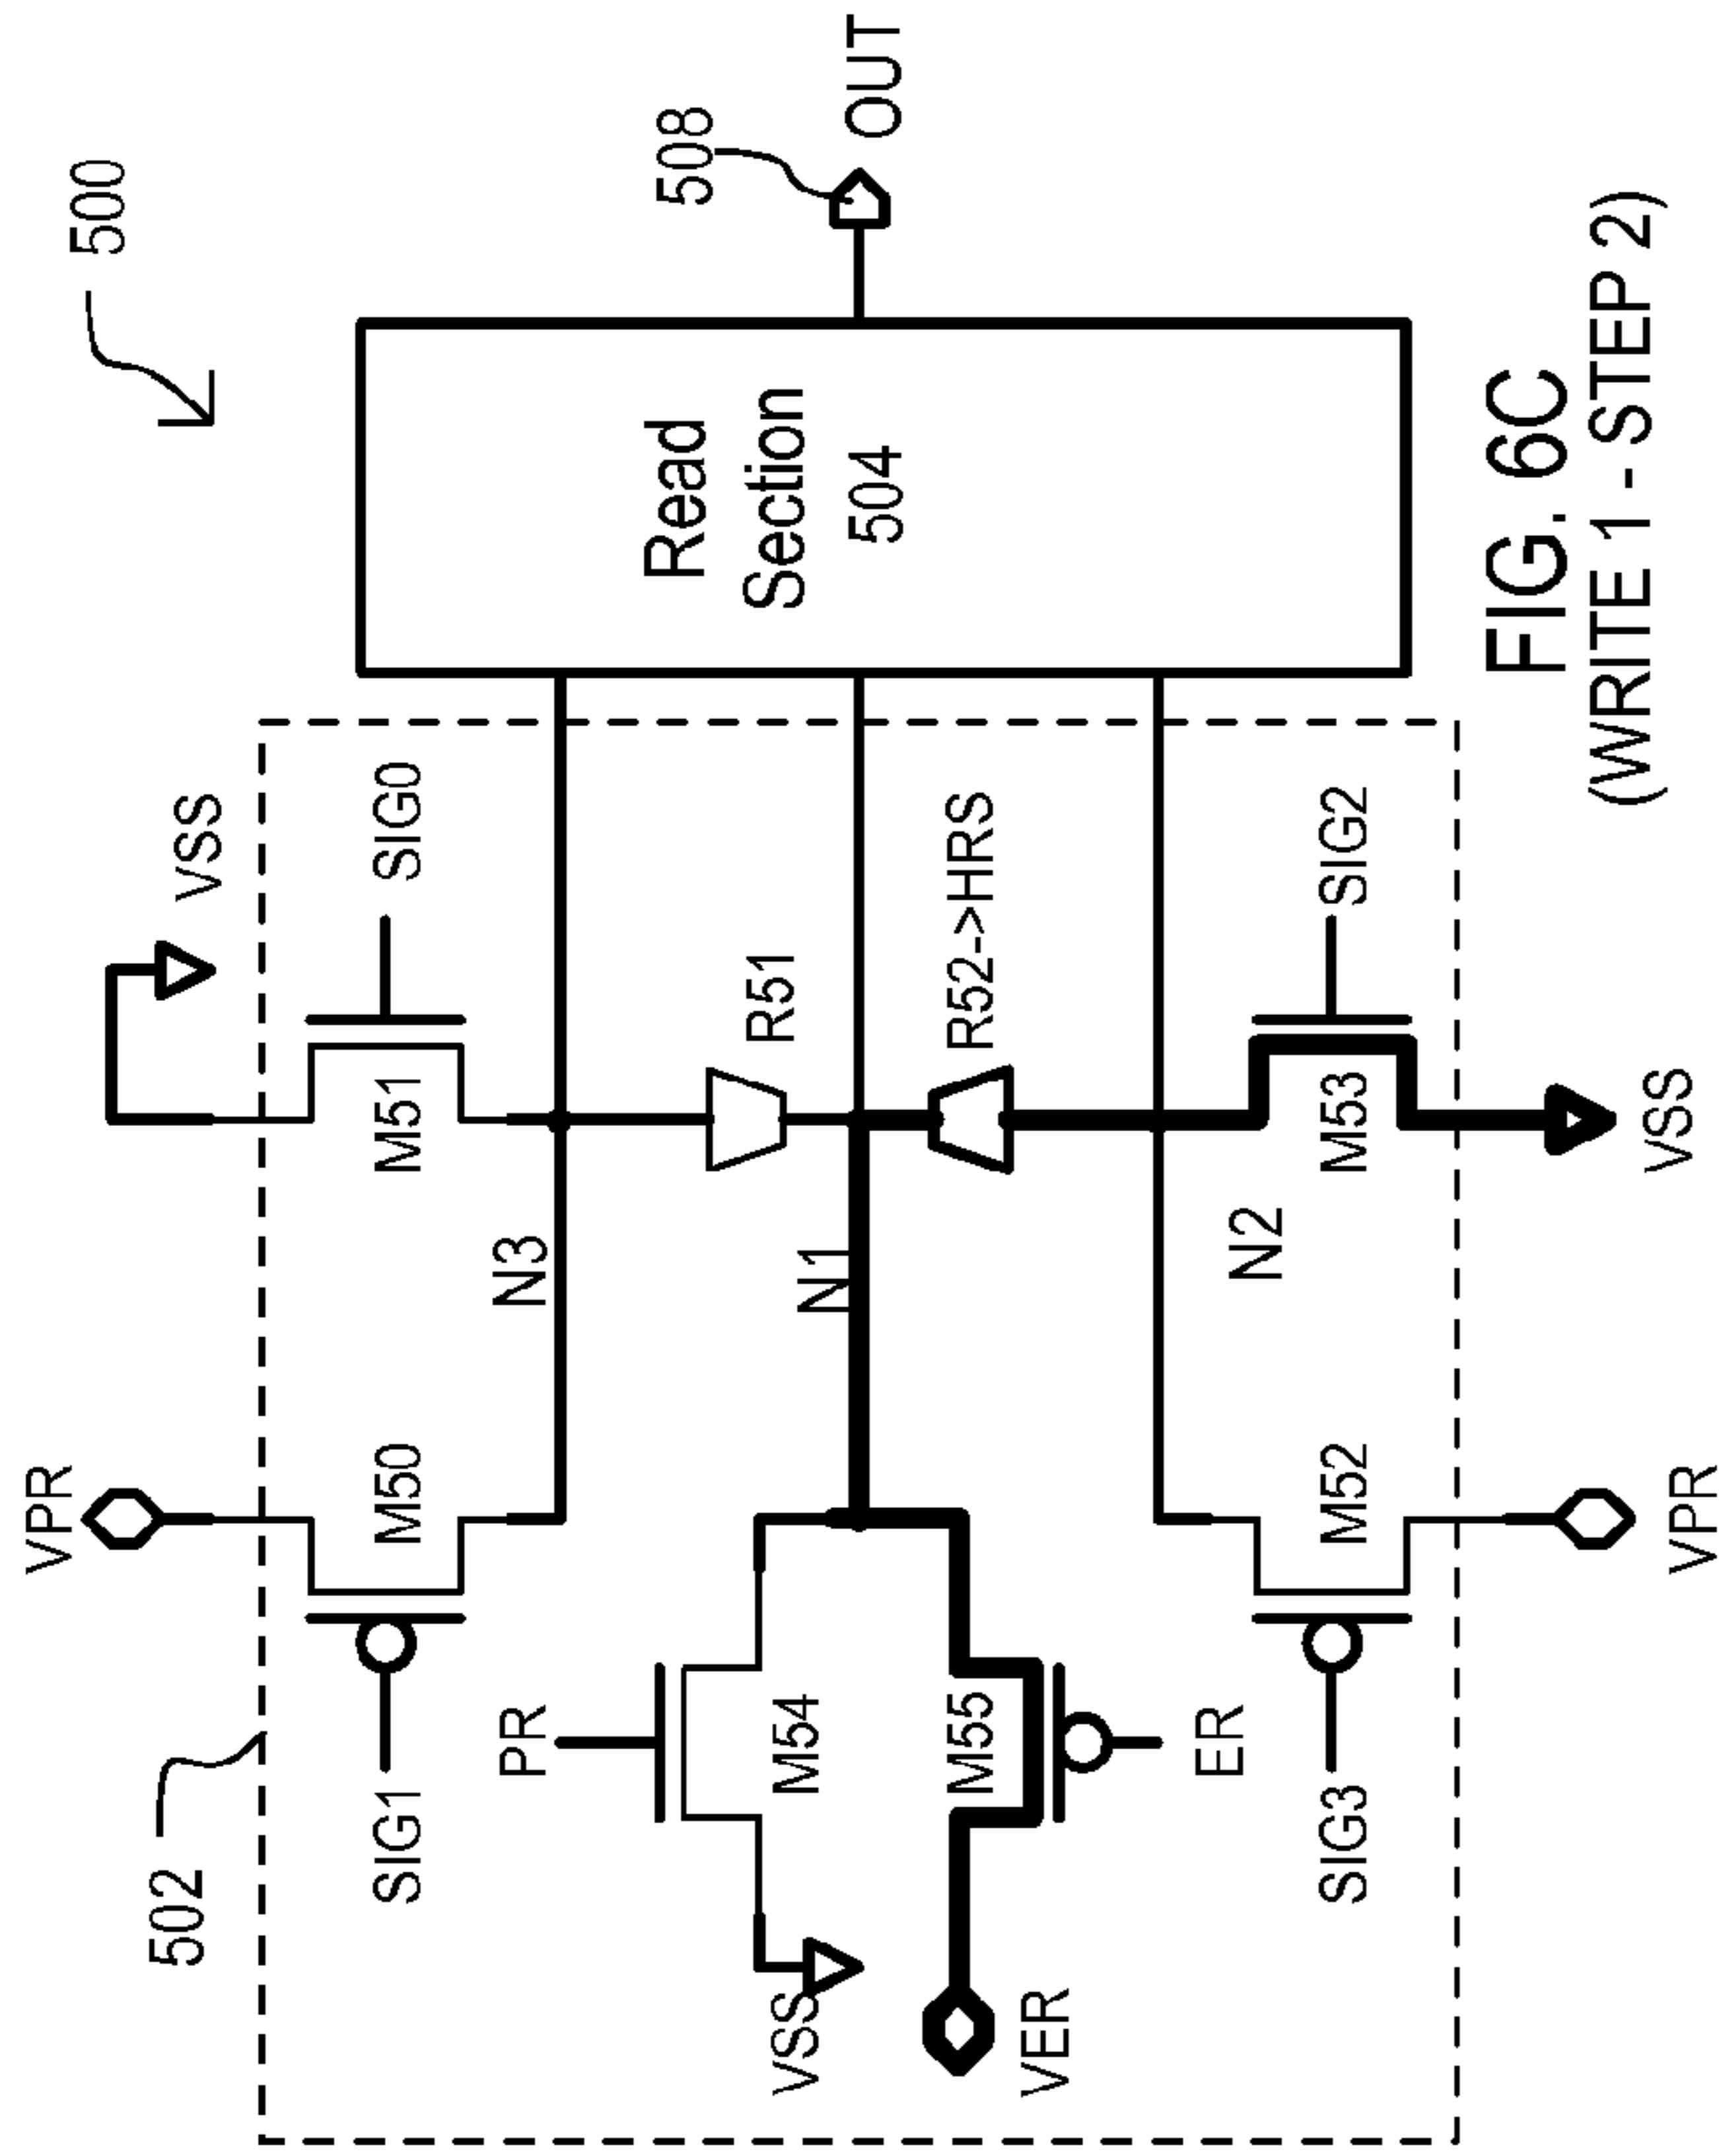 VPR
500
502
VSS
SIG1
M50
M51
SIG0
PR
N3
Read
Section
504
508
OUT
VSS
M54
N1
R51
M55
R52->HRS
VER
ER
N2
SIG3
M52
M53
SIG2
VPR
VSS
FIG. 6C
(WRITE 1 - STEP 2)